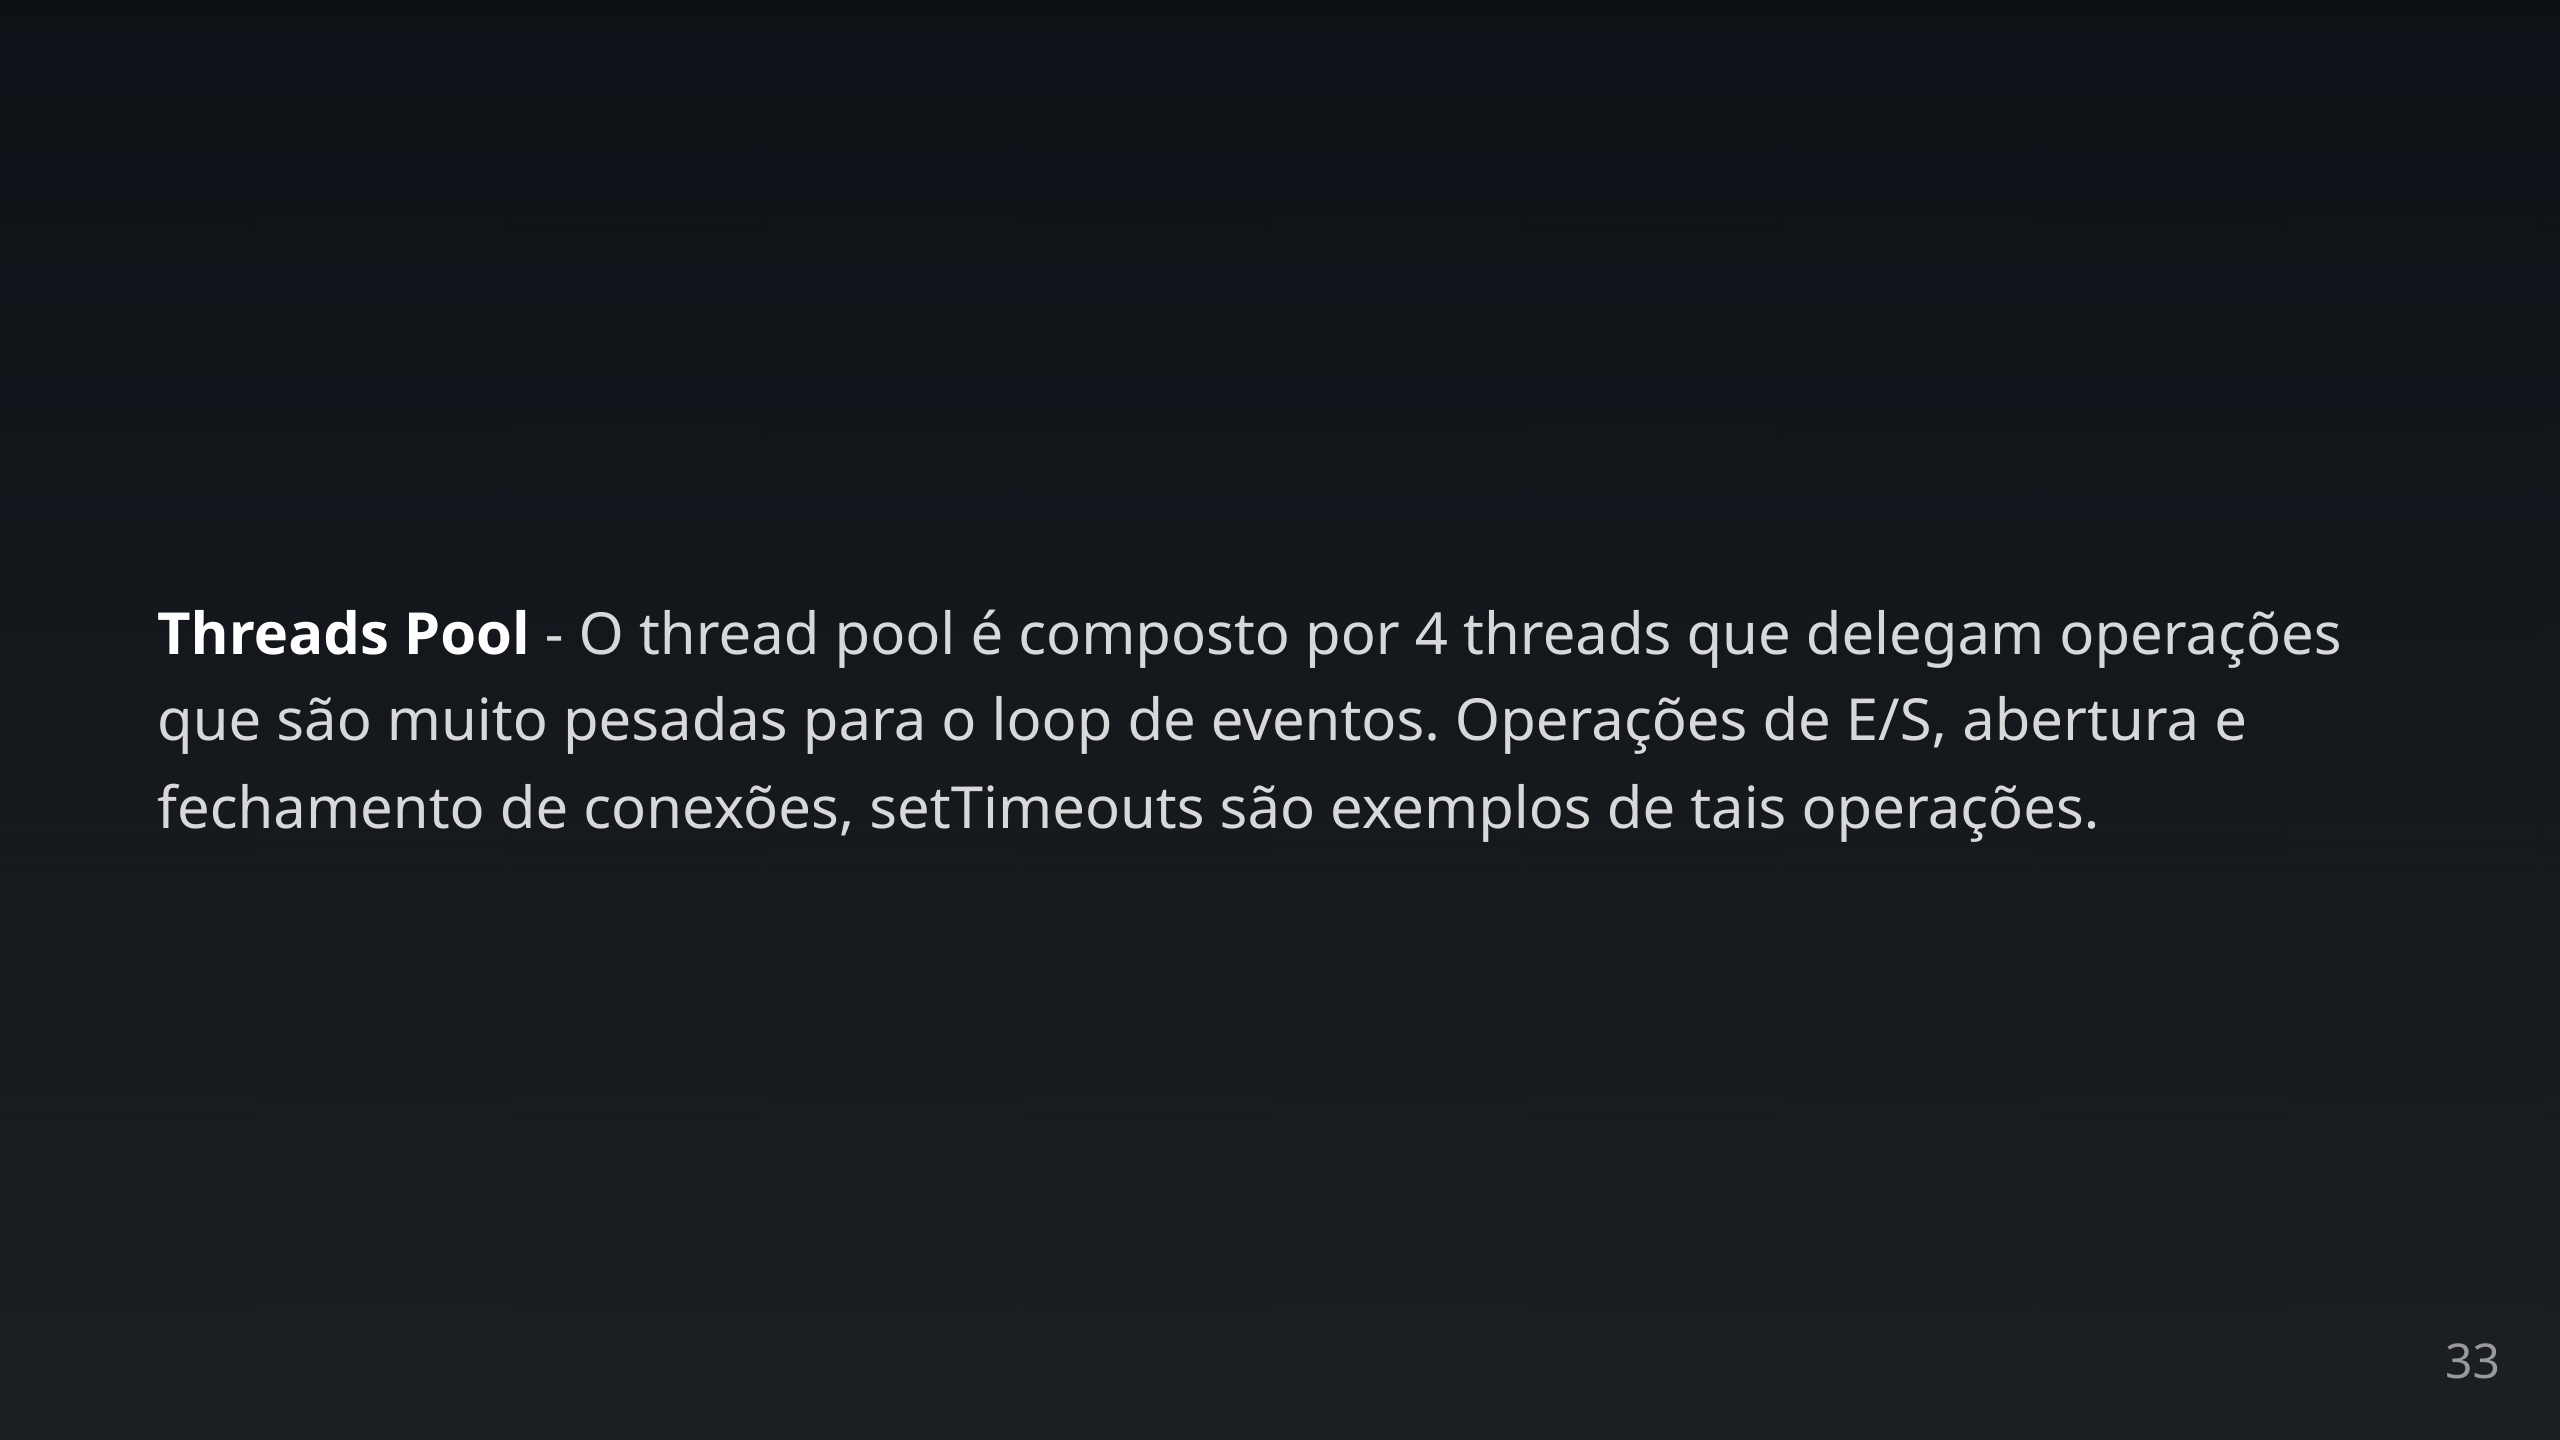 Threads Pool - O thread pool é composto por 4 threads que delegam operações
que são muito pesadas para o loop de eventos. Operações de E/S, abertura e
fechamento de conexões, setTimeouts são exemplos de tais operações.
33